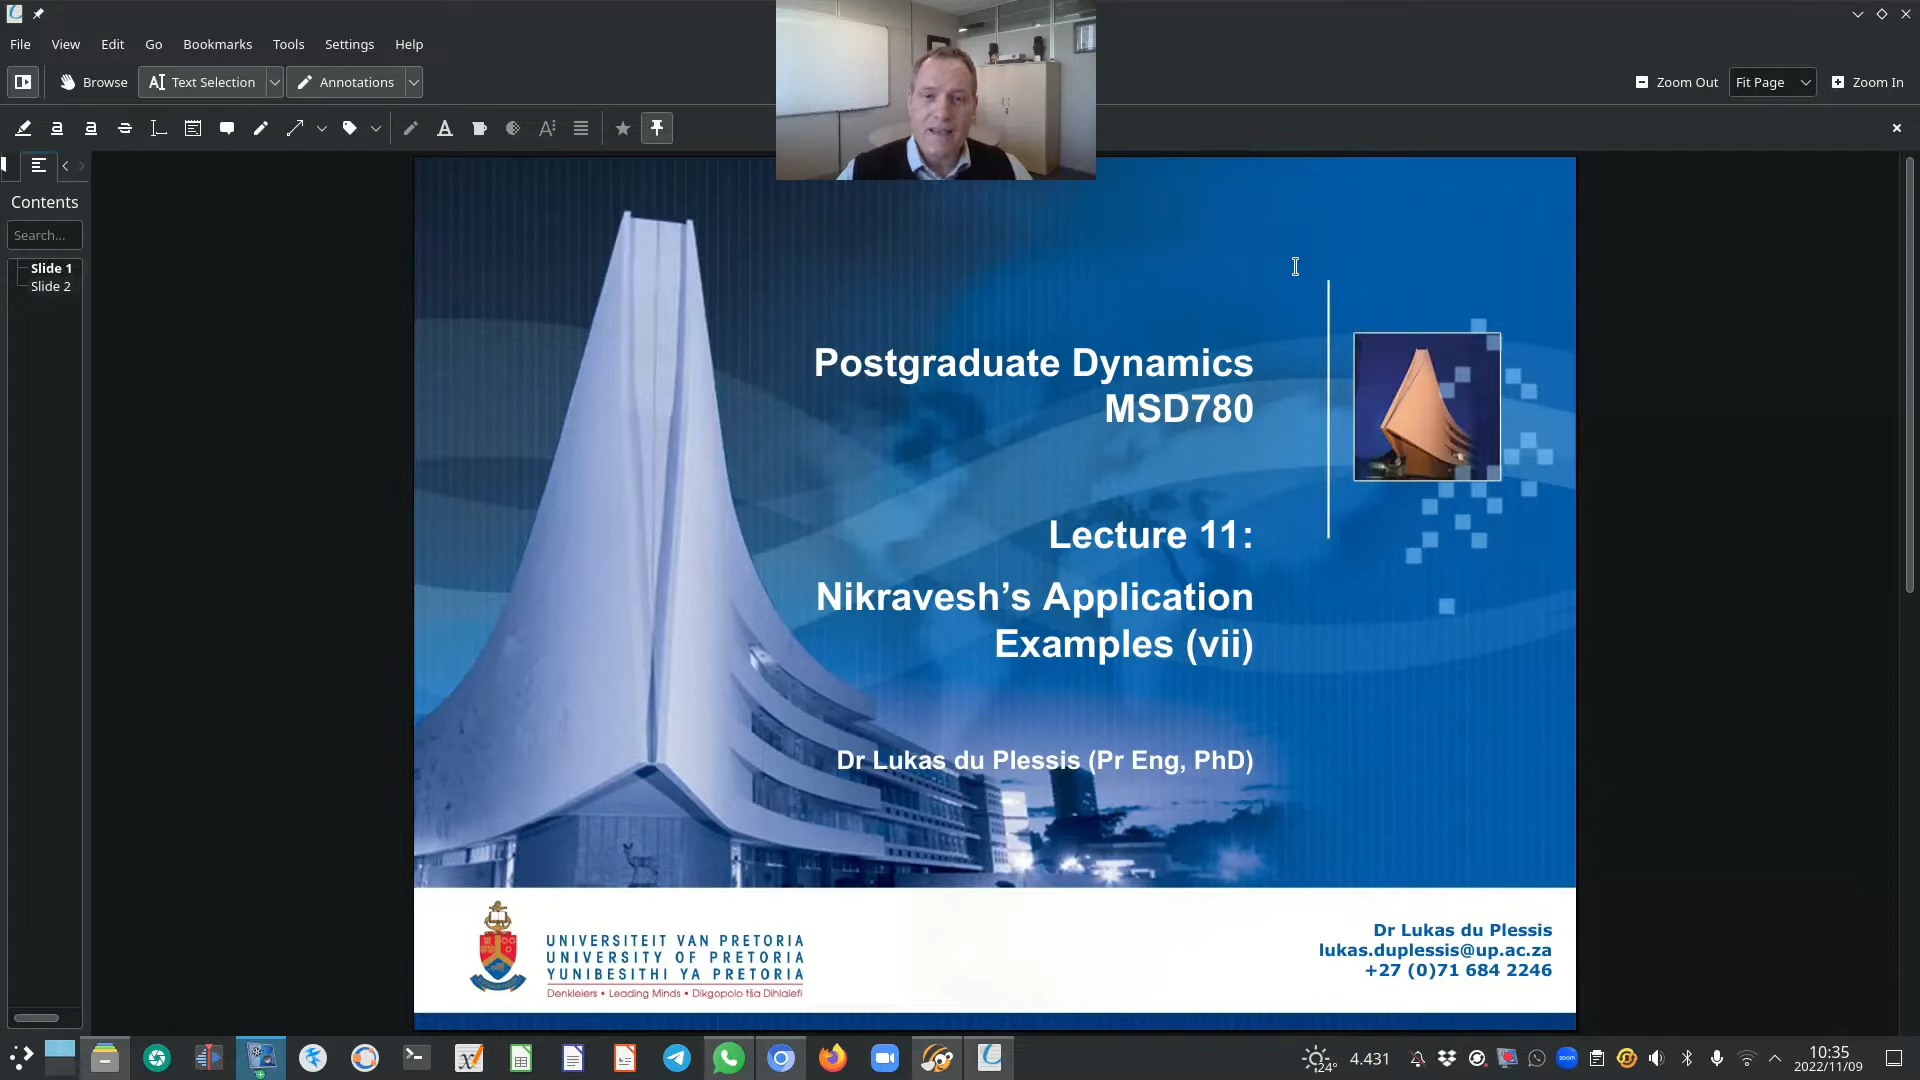 File View Edit Go Bookmarks Tools Settings Help
Browse Text Selection Annotations Zoom Out Fit Page Zoom In
Contents
Search...
Slide 1
Slide 2
Postgraduate Dynamics
MSD780
Lecture 11:
Nikravesh’s Application
Examples (vii)
Dr Lukas du Plessis (Pr Eng, PhD)
UNIVERSITEIT VAN PRETORIA
UNIVERSITY OF PRETORIA
YUNIBESITHI YA PRETORIA
Denkleiers • Leading Minds • Dikgopolo tša Dihlalefi
Dr Lukas du Plessis
lukas.duplessis@up.ac.za
+27 (0)71 684 2246
24° 4.431 zoom 10:35
2022/11/09